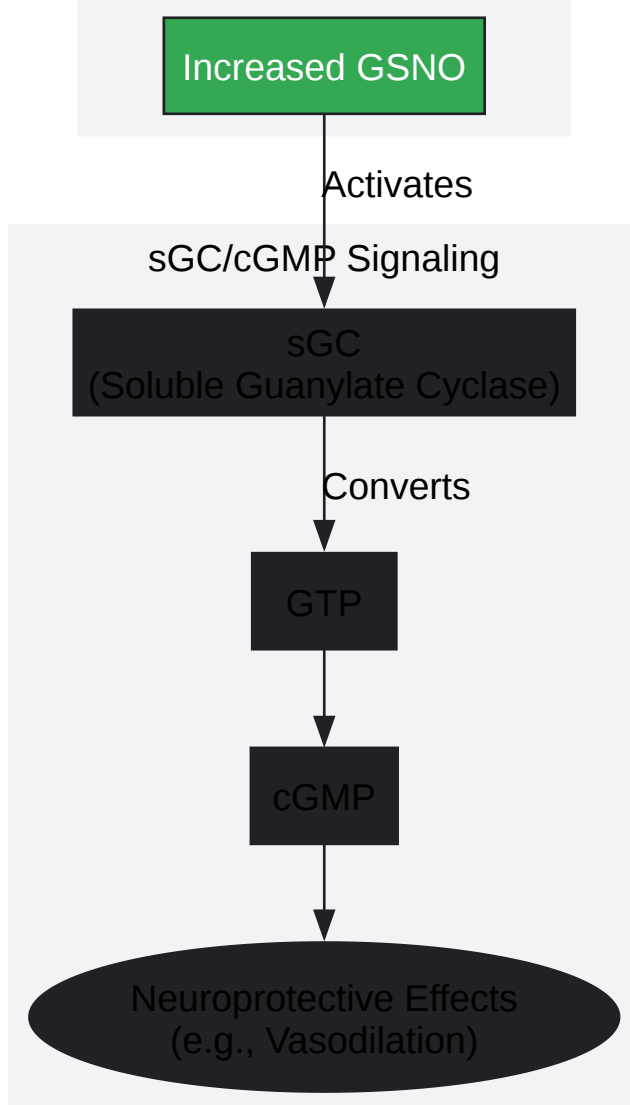 Increased GSNO
Activates
sGC/cGMP Signaling
sGC
(Soluble Guanylate Cyclase)
Converts
GTP
cGMP
Neuroprotective Effects
(e.g., Vasodilation)